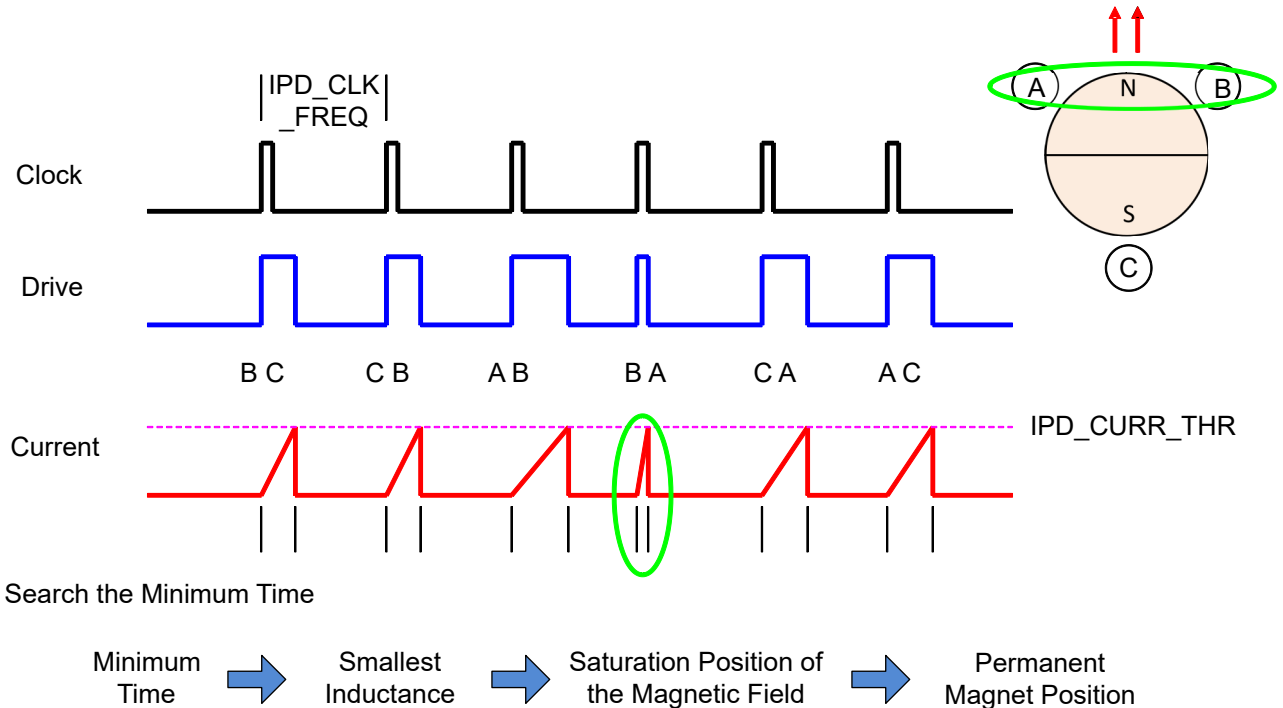 IPD_CLK
_FREQ
A
N
B
Clock
S
C
Drive
B C
C B
A B
B A
C A
A C
IPD_CURR_THR
Current
Search the Minimum Time
Minimum
Time
Smallest
Inductance
Saturation Position of
the Magnetic Field
Permanent
Magnet Position